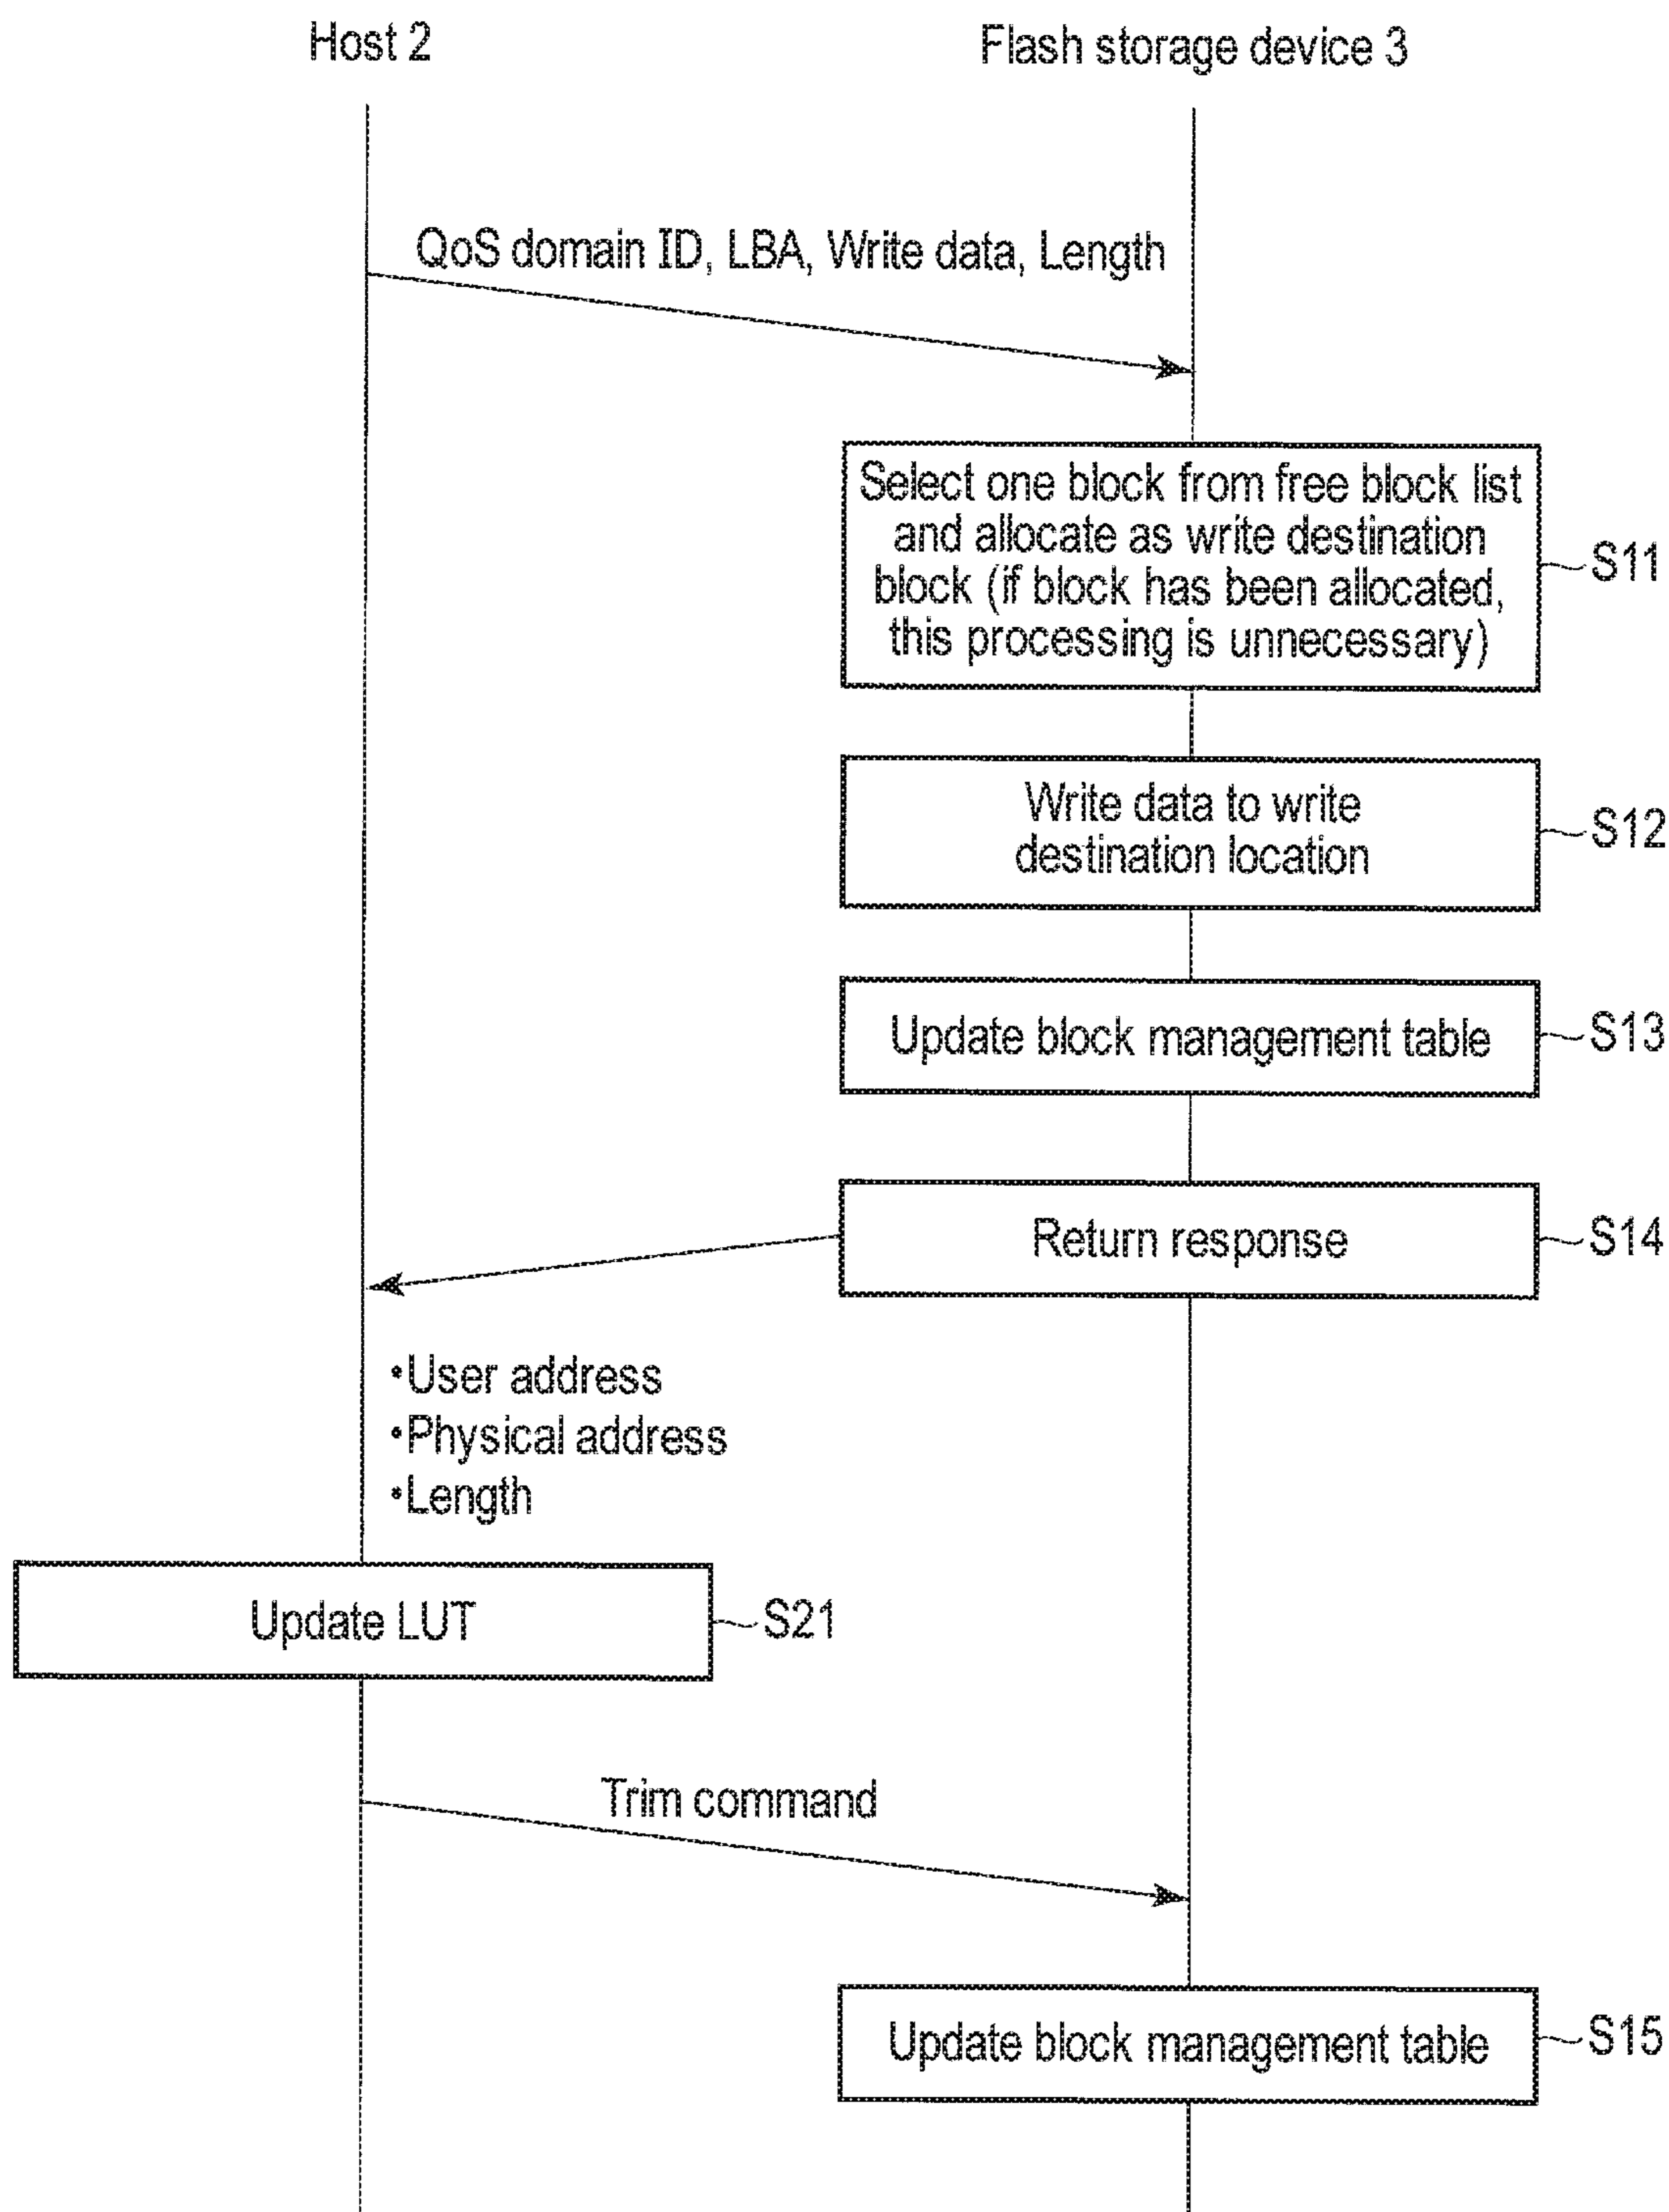 Host 2
Flash storage device 3
QoS domain ID, LBA, Write data, Length
Select one block from free block list
and allocate as write destination
block (if block has been allocated,
this processing is unnecessary)
S11
Write data to write
destination location
S12
Update block management table
S13
Return response
S14
•User address
•Physical address
•Length
Update LUT
S21
Trim command
Update block management table
S15